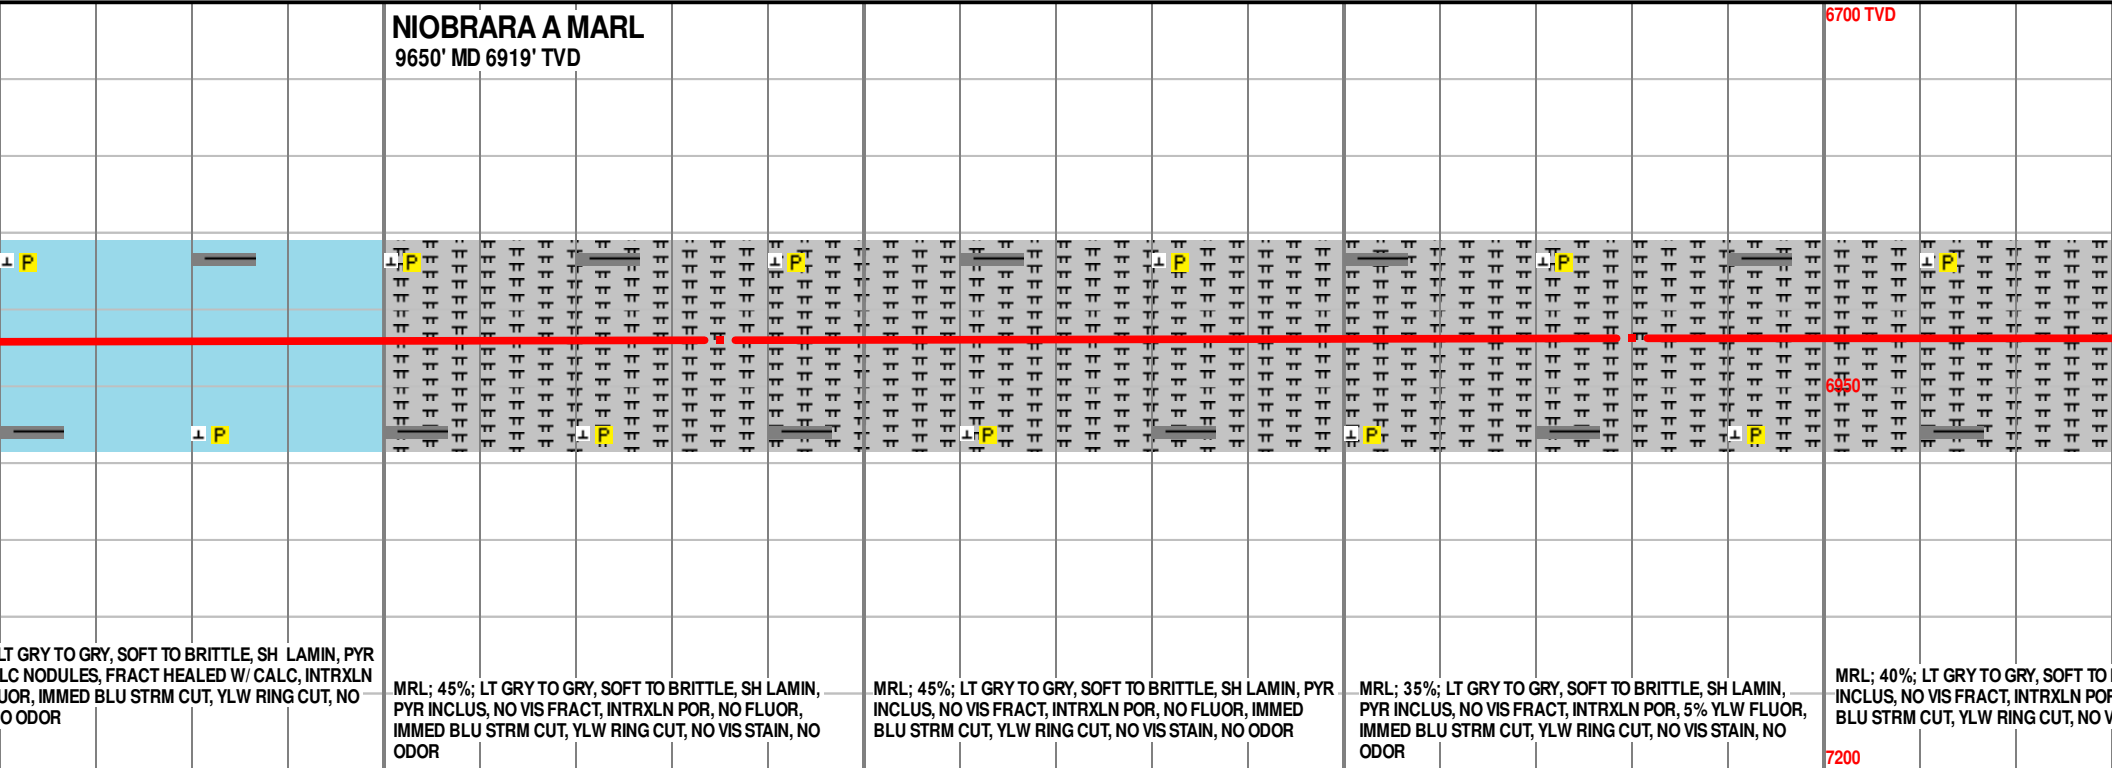 NIOBRARA A MARL
9650' MD 6919' TVD
6700 TVD
P
P
P
P
P
P
P
6950
P
P
P
P
P
LT GRY TO GRY, SOFT TO BRITTLE, SH LAMIN, PYR
LC NODULES, FRACT HEALED W/ CALC, INTRXLN
UOR, IMMED BLU STRM CUT, YLW RING CUT, NO
O ODOR
MRL; 45%; LT GRY TO GRY, SOFT TO BRITTLE, SH LAMIN,
PYR INCLUS, NO VIS FRACT, INTRXLN POR, NO FLUOR,
IMMED BLU STRM CUT, YLW RING CUT, NO VIS STAIN, NO
ODOR
MRL; 45%; LT GRY TO GRY, SOFT TO BRITTLE, SH LAMIN, PYR
INCLUS, NO VIS FRACT, INTRXLN POR, NO FLUOR, IMMED
BLU STRM CUT, YLW RING CUT, NO VIS STAIN, NO ODOR
MRL; 35%; LT GRY TO GRY, SOFT TO BRITTLE, SH LAMIN,
PYR INCLUS, NO VIS FRACT, INTRXLN POR, 5% YLW FLUOR,
IMMED BLU STRM CUT, YLW RING CUT, NO VIS STAIN, NO
ODOR
MRL; 40%; LT GRY TO GRY, SOFT TO
INCLUS, NO VIS FRACT, INTRXLN POR
BLU STRM CUT, YLW RING CUT, NO V
7200